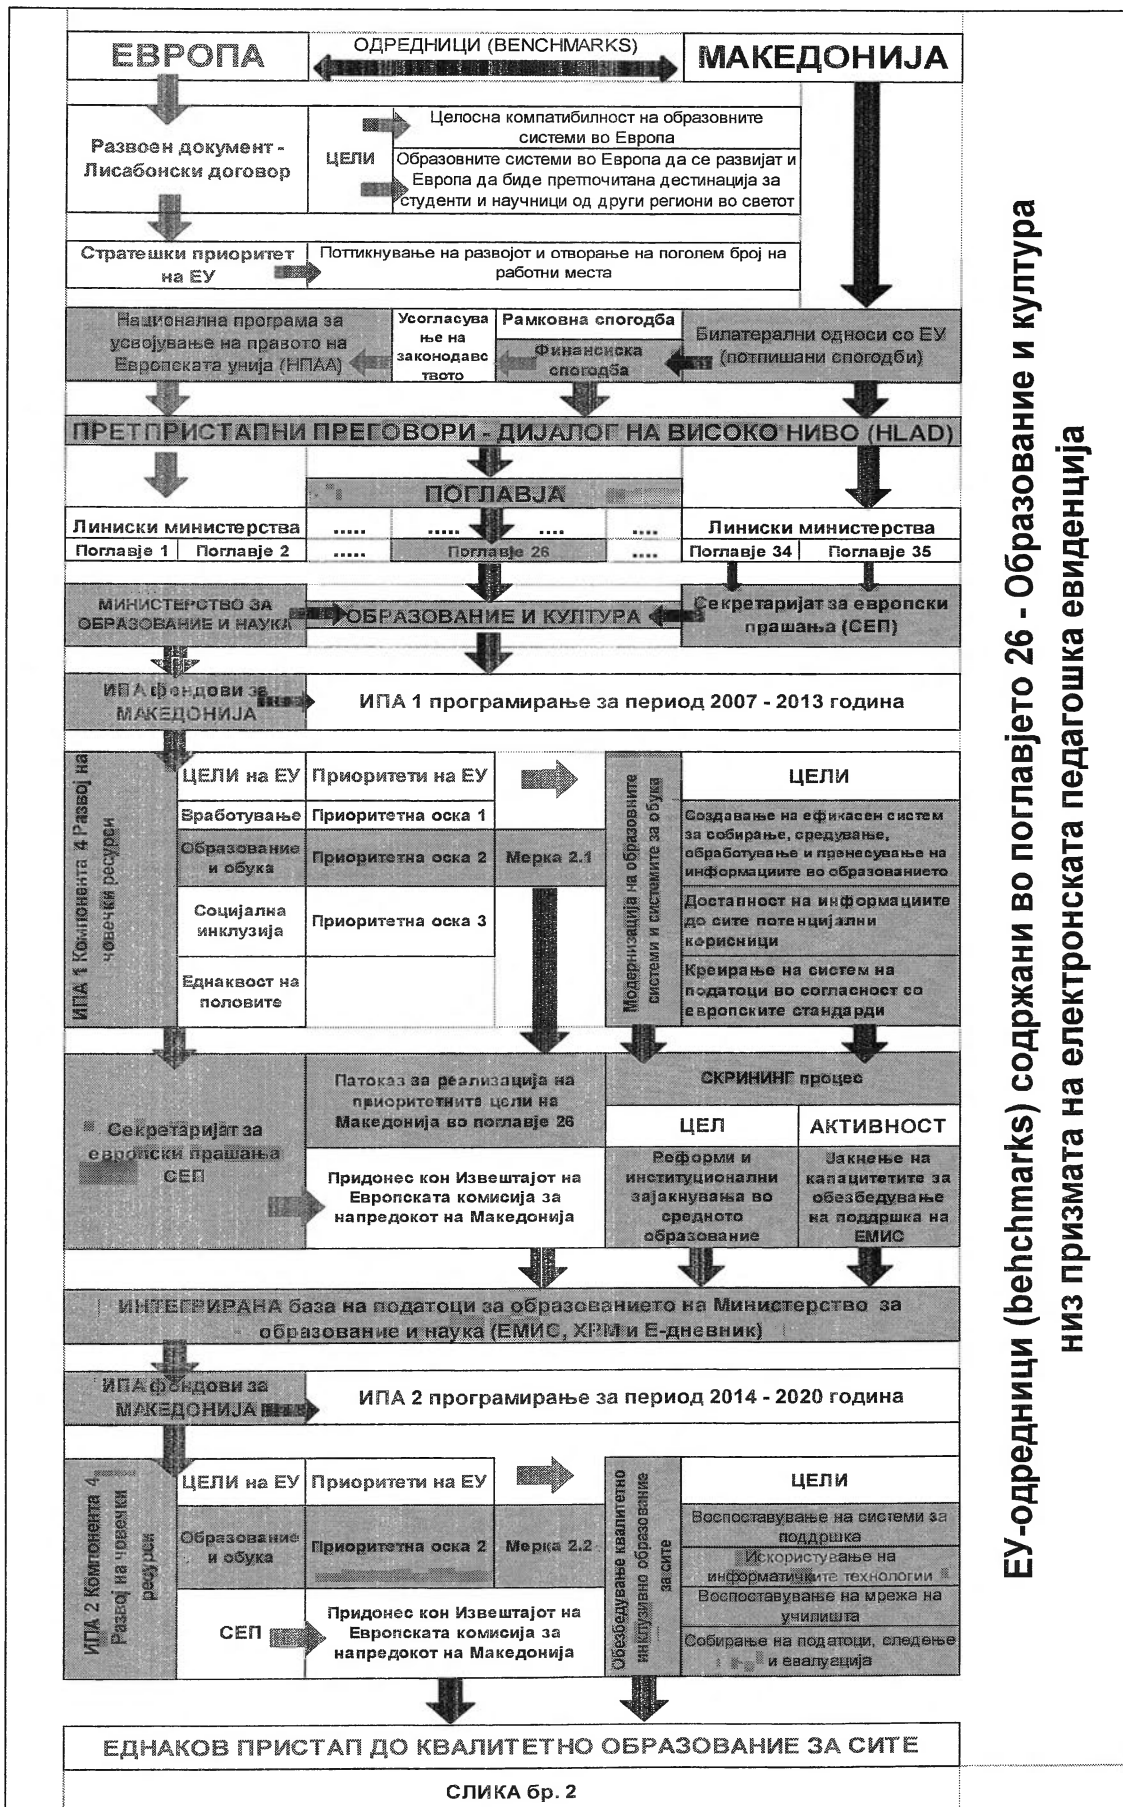 ЕВРОПА
ОДРЕДНИЦИ (BENCHMARKS)
МАКЕДОНИЈА
Развоен документ -
Лисабонски договор
ЦЕЛИ
Целосна компатибилност на образовните
системи во Европа
Образовните системи во Европа да се развијат и
Европа да биде претпочитана дестинација за
студенти и научници од други региони во светот
Стратешки приоритет
на ЕУ
Поттикнување на развојот и отворање на поголем број на
работни места
Национална програма за
усвојување на правото на
Европската унија (НПАА)
Усогласува
ње на
законодавс
твото
Рамковна спогодба
Финансиска
спогодба
Билатерални односи со ЕУ
(потпишани спогодби)
ПРЕТПРИСТАПНИ ПРЕГОВОРИ - ДИЈАЛОГ НА ВИСОКО НИВО (HLAD)
ПОГЛАВЈА
Линиски министерства
..... ..... .... ....
Линиски министерства
Поглавје 1 Поглавје 2 ..... Поглавје 26 .... Поглавје 34 Поглавје 35
МИНИСТЕРСТВО ЗА
ОБРАЗОВАНИЕ И НАУКА
ОБРАЗОВАНИЕ И КУЛТУРА
Секретаријат за европски
прашања (СЕП)
ИПА фондови за
МАКЕДОНИЈА
ИПА 1 програмирање за период 2007 - 2013 година
ИПА 1 Компонента 4 Развој на
човечки ресурси
ЦЕЛИ на ЕУ
Приоритети на ЕУ
Вработување
Приоритетна оска 1
Образование
и обука
Приоритетна оска 2
Мерка 2.1
Социјална
инклузија
Приоритетна оска 3
Еднаквост на
половите
Модернизација на образовните
системи и системите за обука
ЦЕЛИ
Создавање на ефикасен систем
за собирање, средување,
обработување и пренесување на
информациите во образованието
Достапност на информациите
до сите потенцијални
корисници
Креирање на систем на
податоци во согласност со
европските стандарди
Секретаријат за
европски прашања
СЕП
Патоказ за реализација на
приоритетните цели на
Македонија во поглавје 26
Придонес кон Извештајот на
Европската комисија за
напредокот на Македонија
СКРИНИНГ процес
ЦЕЛ
АКТИВНОСТ
Реформи и
институционални
зајакнувања во
средното
образование
Јакнење на
капацитетите за
обезбедување
на поддршка на
ЕМИС
ИНТЕГРИРАНА база на податоци за образованието на Министерство за
образование и наука (ЕМИС, ХРМ и Е-дневник)
ИПА фондови за
МАКЕДОНИЈА
ИПА 2 програмирање за период 2014 - 2020 година
ИПА 2 Компонента 4
Развој на човечки
ресурси
ЦЕЛИ на ЕУ
Приоритети на ЕУ
Образование
и обука
Приоритетна оска 2
Мерка 2.2
СЕП
Придонес кон Извештајот на
Европската комисија за
напредокот на Македонија
Обезбедување квалитетно
инклузивно образование
за сите
ЦЕЛИ
Воспоставување на системи за
поддршка
Искористување на
информатичките технологии
Воспоставување на мрежа на
училишта
Собирање на податоци, следење
и евалуација
ЕДНАКОВ ПРИСТАП ДО КВАЛИТЕТНО ОБРАЗОВАНИЕ ЗА СИТЕ
СЛИКА бр. 2
ЕУ-одредници (behchmarks) содржани во поглавјето 26 - Образование и култура
низ призмата на електронската педагошка евиденција